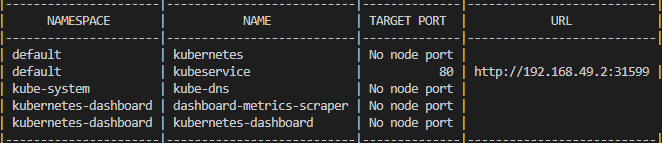 |----------------------|---------------------------|--------------|---------------------------|
| NAMESPACE | NAME | TARGET PORT | URL |
|----------------------|---------------------------|--------------|---------------------------|
| default | kubernetes | No node port |
| default | kubeservice | 80 | http://192.168.49.2:31599 |
| kube-system | kube-dns | No node port |
| kubernetes-dashboard | dashboard-metrics-scraper | No node port |
| kubernetes-dashboard | kubernetes-dashboard | No node port |
|----------------------|---------------------------|--------------|---------------------------|